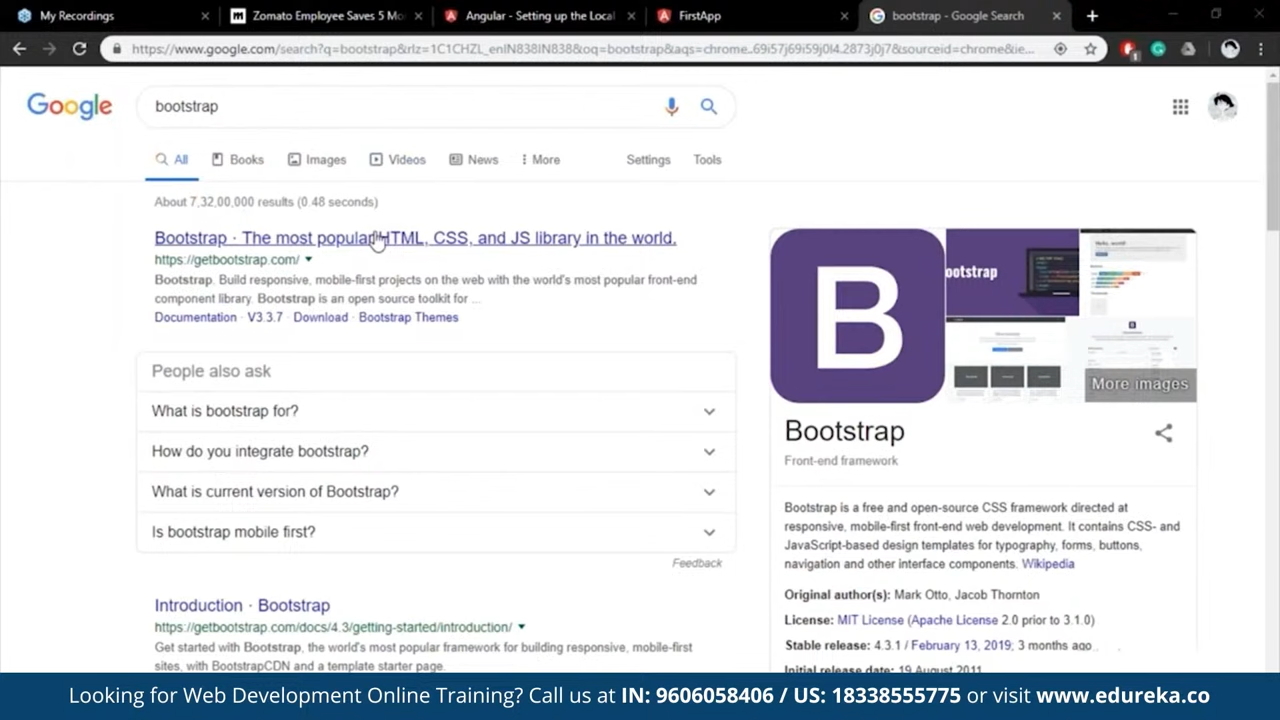 My Recordings
Zomato Employee Saves 5 Mo
Angular - Setting up the Local
FirstApp
bootstrap - Google Search
https://www.google.com/search?q=bootstrap&rlz=1C1CHZL_enIN838IN838&oq=bootstrap&aqs=chrome..69i57j69i59j0l4.2873j0j7&sourceid=chrome&ie...
1
Google
bootstrap
All
Books
Images
Videos
News
More
Settings
Tools
About 7,32,00,000 results (0.48 seconds)
Bootstrap · The most popular HTML, CSS, and JS library in the world.
https://getbootstrap.com/
Bootstrap. Build responsive, mobile-first projects on the web with the world's most popular front-end
component library. Bootstrap is an open source toolkit for ...
Documentation · V3.3.7 · Download · Bootstrap Themes
People also ask
What is bootstrap for?
How do you integrate bootstrap?
What is current version of Bootstrap?
Is bootstrap mobile first?
Feedback
Introduction · Bootstrap
https://getbootstrap.com/docs/4.3/getting-started/introduction/
Get started with Bootstrap, the world's most popular framework for building responsive, mobile-first
sites, with BootstrapCDN and a template starter page.
B
ootstrap
Hello, world!
More images
Bootstrap
Front-end framework
Bootstrap is a free and open-source CSS framework directed at
responsive, mobile-first front-end web development. It contains CSS- and
JavaScript-based design templates for typography, forms, buttons,
navigation and other interface components. Wikipedia
Original author(s): Mark Otto, Jacob Thornton
License: MIT License (Apache License 2.0 prior to 3.1.0)
Stable release: 4.3.1 / February 13, 2019; 3 months ago
Initial release date: 19 August 2011
Looking for Web Development Online Training? Call us at IN: 9606058406 / US: 18338555775 or visit www.edureka.co